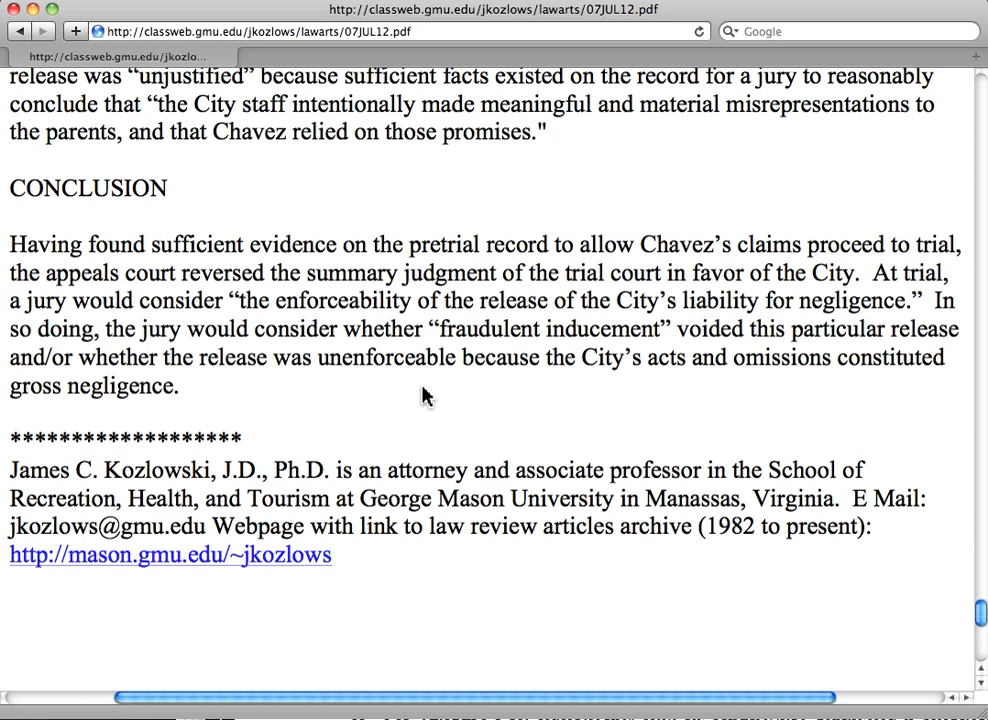 http://classweb.gmu.edu/jkozlows/lawarts/07JUL12.pdf
http://classweb.gmu.edu/jkozlows/lawarts/07JUL12.pdf
Google
http://classweb.gmu.edu/jkozlo...
release was “unjustified” because sufficient facts existed on the record for a jury to reasonably
conclude that “the City staff intentionally made meaningful and material misrepresentations to
the parents, and that Chavez relied on those promises."
CONCLUSION
Having found sufficient evidence on the pretrial record to allow Chavez’s claims proceed to trial,
the appeals court reversed the summary judgment of the trial court in favor of the City. At trial,
a jury would consider “the enforceability of the release of the City’s liability for negligence.” In
so doing, the jury would consider whether “fraudulent inducement” voided this particular release
and/or whether the release was unenforceable because the City’s acts and omissions constituted
gross negligence.
*******************
James C. Kozlowski, J.D., Ph.D. is an attorney and associate professor in the School of
Recreation, Health, and Tourism at George Mason University in Manassas, Virginia. E Mail:
jkozlows@gmu.edu Webpage with link to law review articles archive (1982 to present):
http://mason.gmu.edu/~jkozlows